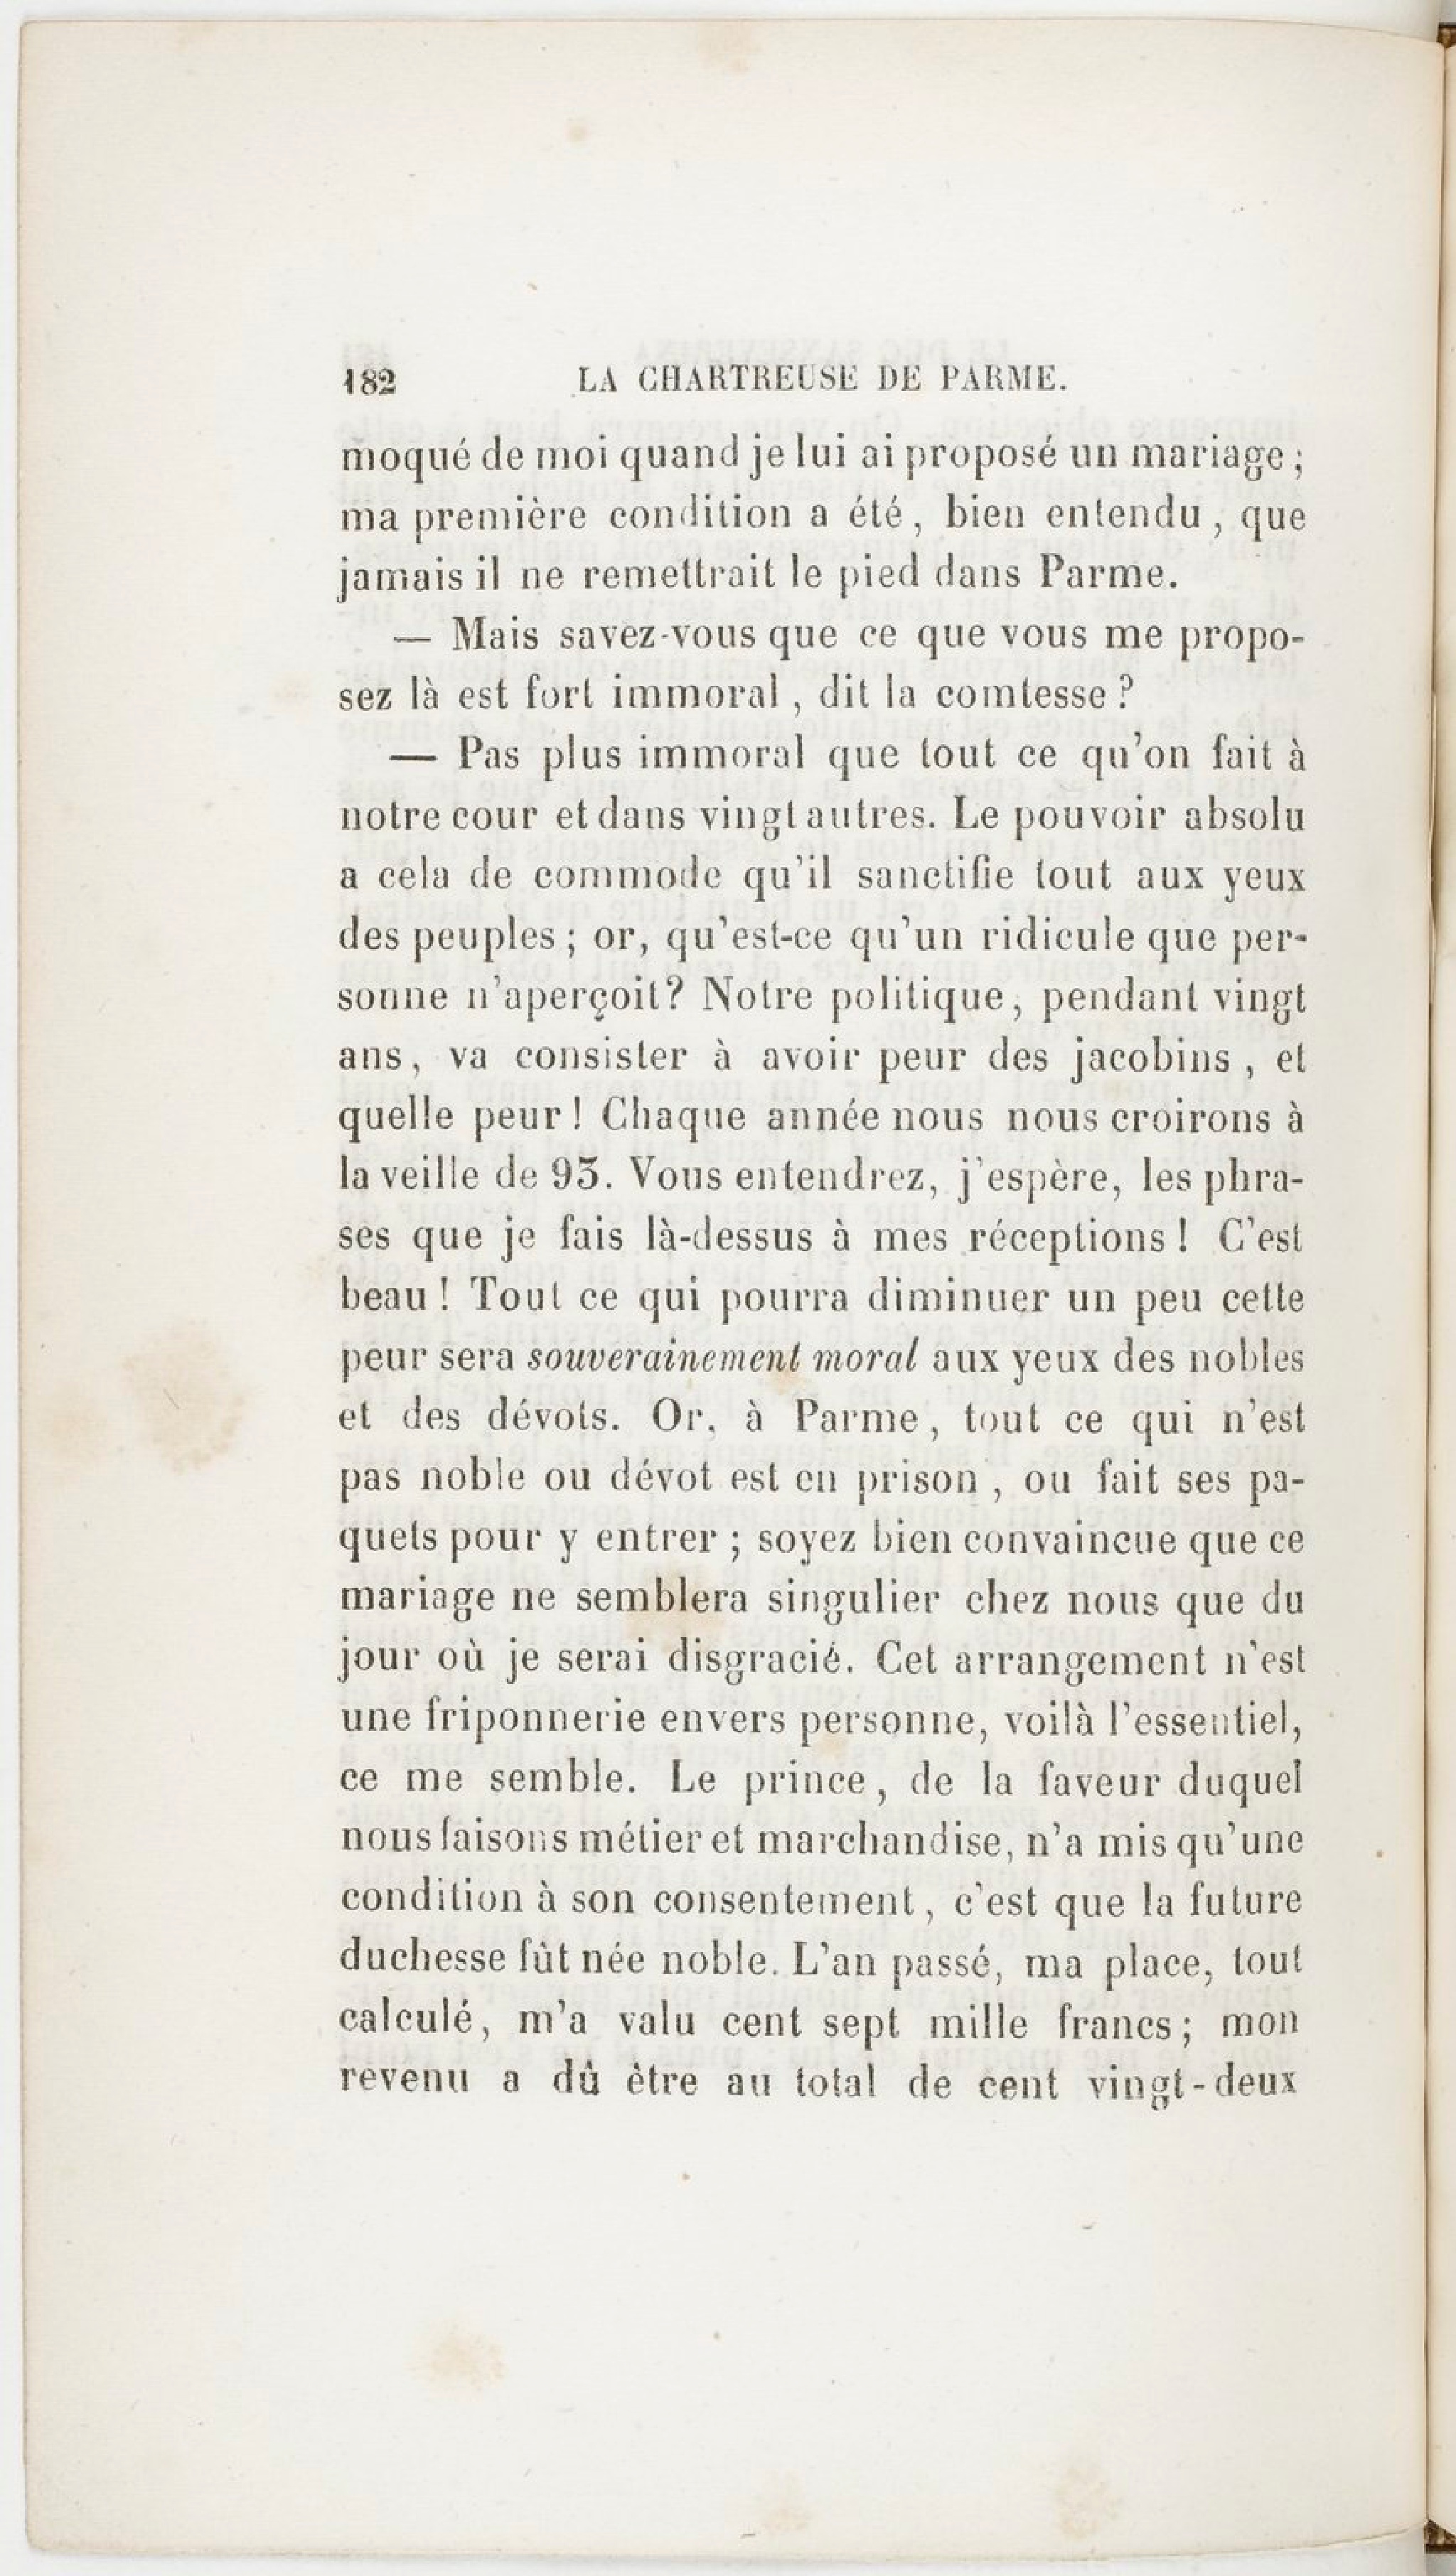 182 LA CHARTREUSE DE PARME.
moqué de moi quand je lui ai proposé un mariage ;
ma première condition a été, bien entendu, que
jamais il ne remettrait le pied dans Parme.
— Mais savez-vous que ce que vous me propo-
sez là est fort immoral, dit la comtesse ?
— Pas plus immoral que tout ce qu'on fait à
notre cour et dans vingt autres. Le pouvoir absolu
a cela de commode qu'il sanctifie tout aux yeux
des peuples ; or, qu'est-ce qu'un ridicule que per-
sonne n'aperçoit? Notre politique, pendant vingt
ans, va consister à avoir peur des jacobins, et
quelle peur ! Chaque année nous nous croirons à
la veille de 93. Vous entendrez, j'espère, les phra-
ses que je fais là-dessus à mes réceptions ! C'est
beau ! Tout ce qui pourra diminuer un peu cette
peur sera souverainement moral aux yeux des nobles
et des dévots. Or, à Parme, tout ce qui n'est
pas noble ou dévot est en prison, ou fait ses pa-
quets pour y entrer ; soyez bien convaincue que ce
mariage ne semblera singulier chez nous que du
jour où je serai disgracié. Cet arrangement n'est
une friponnerie envers personne, voilà l'essentiel,
ce me semble. Le prince, de la faveur duquel
nous faisons métier et marchandise, n'a mis qu'une
condition à son consentement, c'est que la future
duchesse fût née noble. L'an passé, ma place, tout
calculé, m'a valu cent sept mille francs; mon
revenu a dû être au total de cent vingt-deux